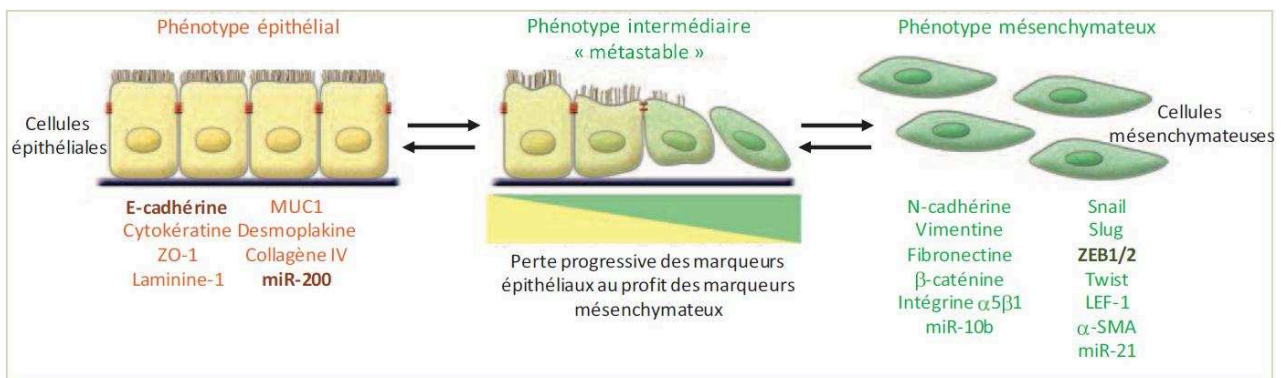 Phénotype épithélial
Phénotype intermédiaire
« métastable »
Phénotype mésenchymateux
Cellules
épithéliales
Cellules
mésenchymateuses
E-cadhérine MUC1
Cytokératine Desmoplakine
ZO-1 Collagène IV
Laminine-1 miR-200
Perte progressive des marqueurs
épithéliaux au profit des marqueurs
mésenchymateux
N-cadhérine Snail
Vimentine Slug
Fibronectine ZEB1/2
β-caténine Twist
Intégrine α5β1 LEF-1
miR-10b α-SMA
miR-21